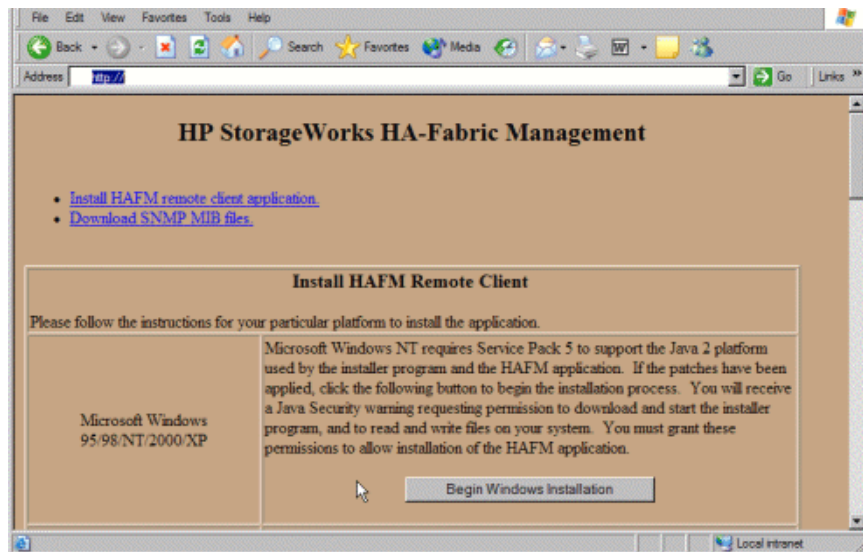 File Edit View Favorites Tools Help
Back Search Favorites Media
Address http:// Go Links »
HP StorageWorks HA-Fabric Management
• Install HAFM remote client application.
• Download SNMP MIB files.
Install HAFM Remote Client
Please follow the instructions for your particular platform to install the application.
Microsoft Windows
95/98/NT/2000/XP
Microsoft Windows NT requires Service Pack 5 to support the Java 2 platform
used by the installer program and the HAFM application. If the patches have been
applied, click the following button to begin the installation process. You will receive
a Java Security warning requesting permission to download and start the installer
program, and to read and write files on your system. You must grant these
permissions to allow installation of the HAFM application.
Begin Windows Installation
Local intranet